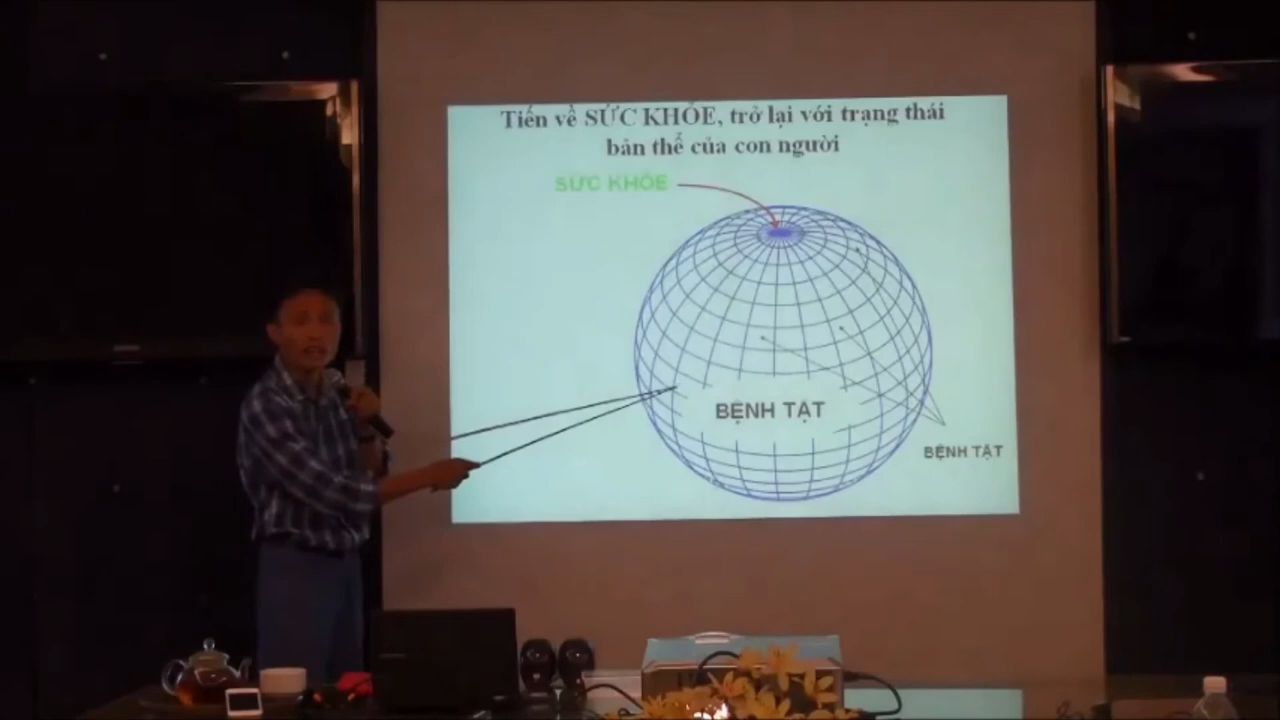 Tiến về SỨC KHỎE, trở lại với trạng thái
bản thể của con người
SỨC KHỎE
BỆNH TẬT
BỆNH TẬT